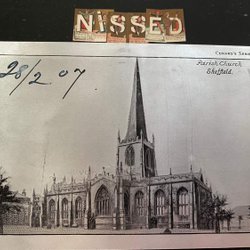 NiSSED
28/2 07
Parish Church
Sheffield